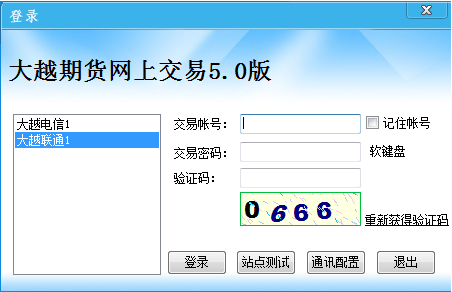 登录
大越期货网上交易5.0版
大越电信1
大越联通1
交易帐号：
记住帐号
交易密码：
软键盘
验证码：
0666
重新获得验证码
登录
站点测试
通讯配置
退出